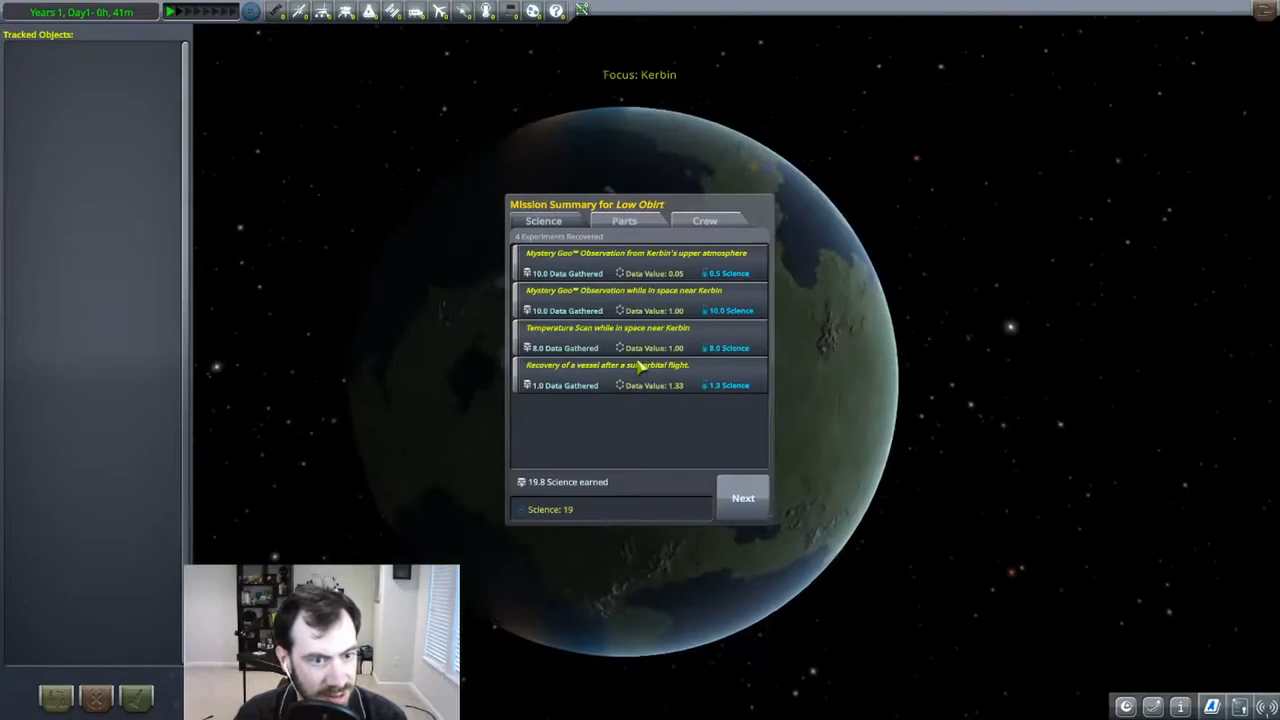 Years 1, Day1- 0h, 41m
Tracked Objects:
Focus: Kerbin
Mission Summary for Low Obirt
Science
Parts
Crew
4 Experiments Recovered
Mystery Goo™ Observation from Kerbin's upper atmosphere
10.0 Data Gathered Data Value: 0.05 0.5 Science
Mystery Goo™ Observation while in space near Kerbin
10.0 Data Gathered Data Value: 1.00 10.0 Science
Temperature Scan while in space near Kerbin
8.0 Data Gathered Data Value: 1.00 8.0 Science
Recovery of a vessel after a suborbital flight.
1.0 Data Gathered Data Value: 1.33 1.3 Science
19.8 Science earned
Next
Science: 19